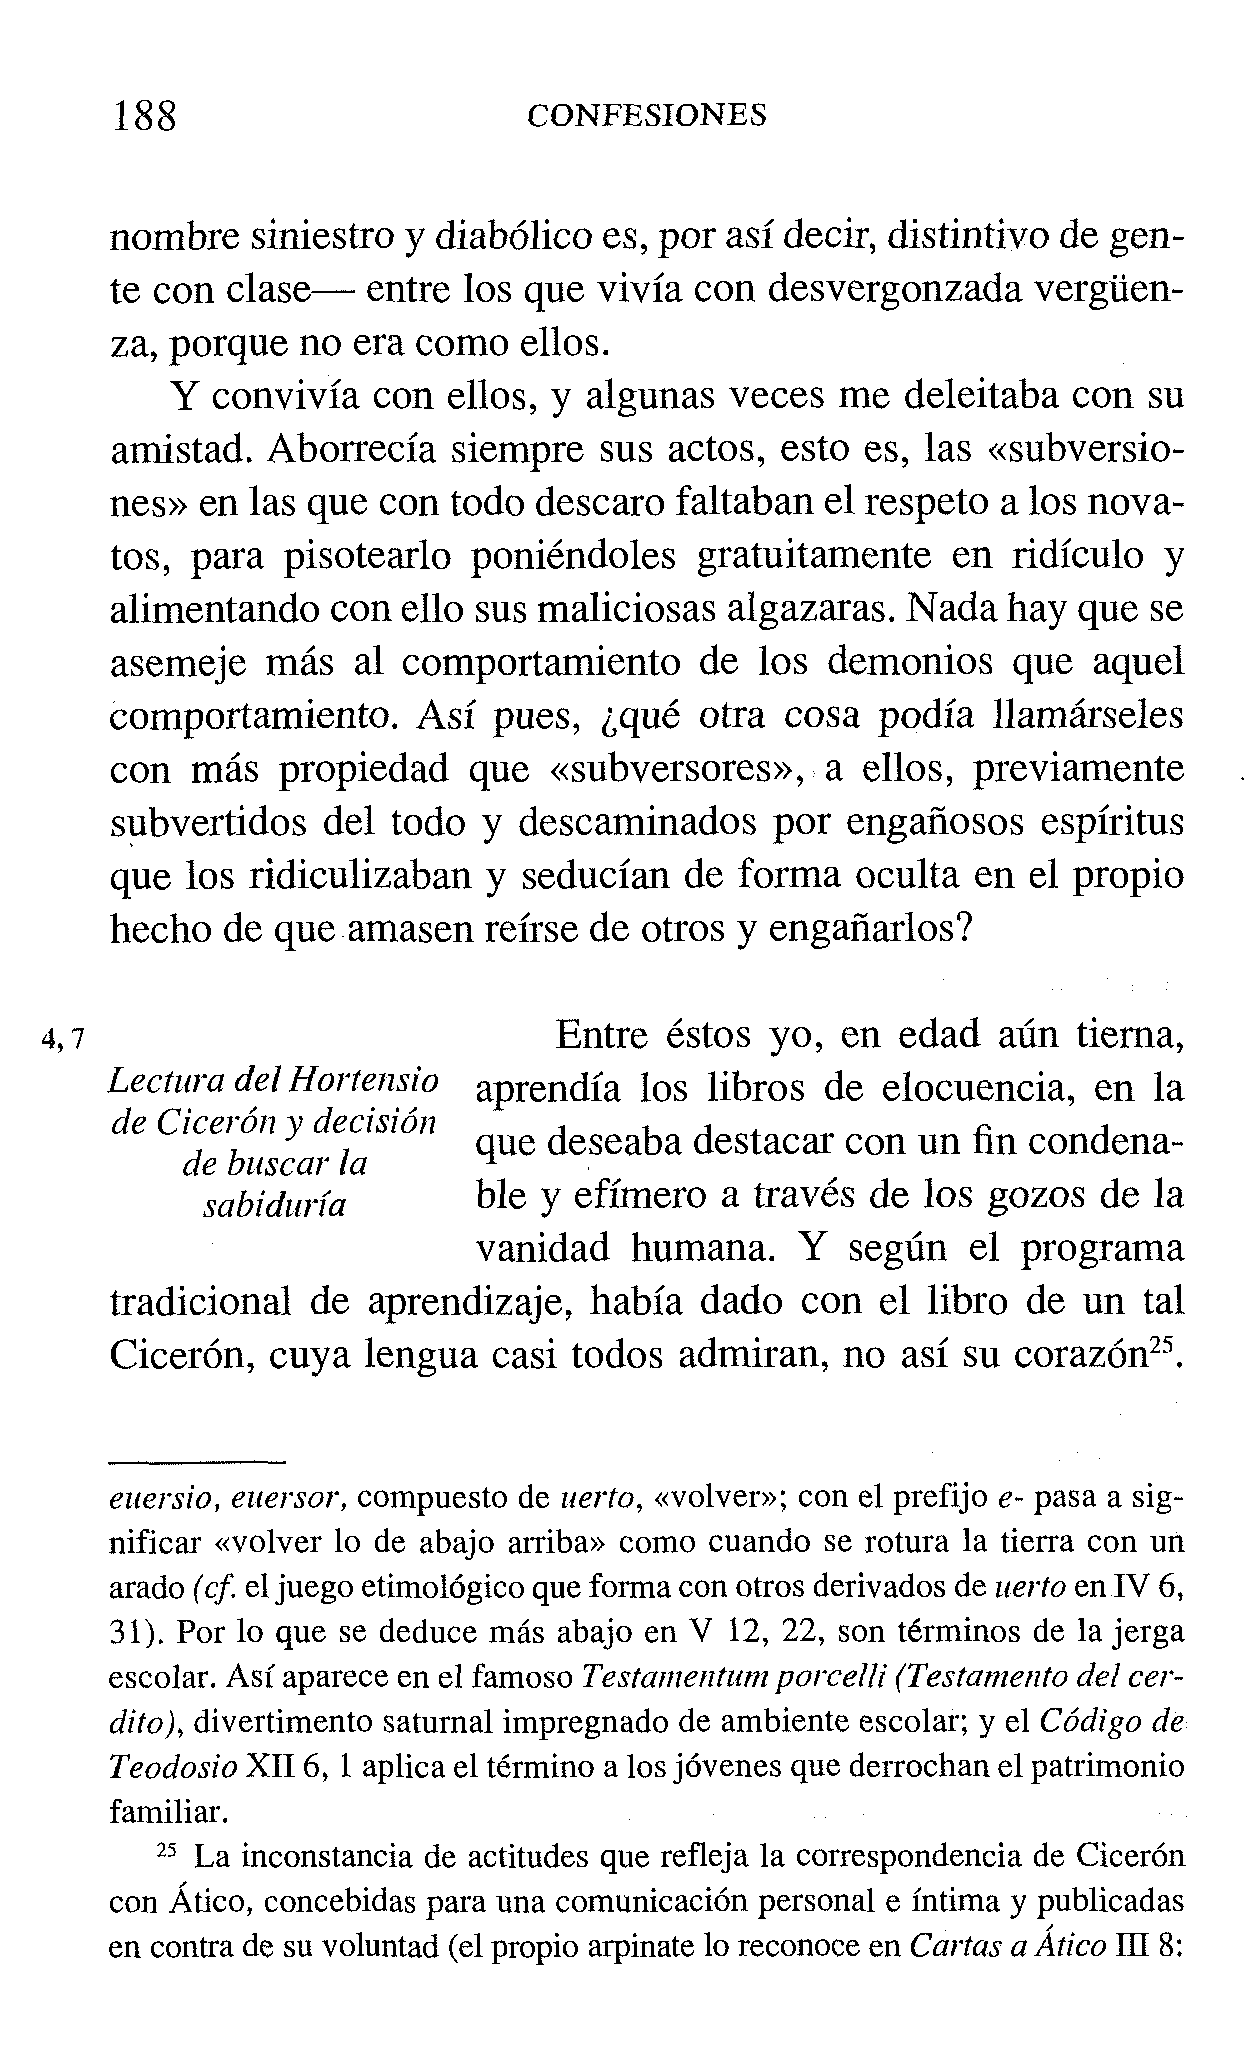 188 CONFESIONES
nombre siniestro y diabólico es, por así decir, distintivo de gen-
te con clase— entre los que vivía con desvergonzada vergüen-
za, porque no era como ellos.
Y convivía con ellos, y algunas veces me deleitaba con su
amistad. Aborrecía siempre sus actos, esto es, las «subversio-
nes» en las que con todo descaro faltaban el respeto a los nova-
tos, para pisotearlo poniéndoles gratuitamente en ridículo y
alimentando con ello sus maliciosas algazaras. Nada hay que se
asemeje más al comportamiento de los demonios que aquel
comportamiento. Así pues, ¿qué otra cosa podía llamárseles
con más propiedad que «subversores», a ellos, previamente
subvertidos del todo y descaminados por engañosos espíritus
que los ridiculizaban y seducían de forma oculta en el propio
hecho de que amasen reírse de otros y engañarlos?
4, 7
Lectura del Hortensio
de Cicerón y decisión
de buscar la
sabiduría
Entre éstos yo, en edad aún tierna,
aprendía los libros de elocuencia, en la
que deseaba destacar con un fin condena-
ble y efímero a través de los gozos de la
vanidad humana. Y según el programa
tradicional de aprendizaje, había dado con el libro de un tal
Cicerón, cuya lengua casi todos admiran, no así su corazón²⁵.
euersio, euersor, compuesto de uerto, «volver»; con el prefijo e- pasa a sig-
nificar «volver lo de abajo arriba» como cuando se rotura la tierra con un
arado (cf. el juego etimológico que forma con otros derivados de uerto en IV 6,
31). Por lo que se deduce más abajo en V 12, 22, son términos de la jerga
escolar. Así aparece en el famoso Testamentum porcelli (Testamento del cer-
dito), divertimento saturnal impregnado de ambiente escolar; y el Código de
Teodosio XII 6, 1 aplica el término a los jóvenes que derrochan el patrimonio
familiar.
²⁵ La inconstancia de actitudes que refleja la correspondencia de Cicerón
con Ático, concebidas para una comunicación personal e íntima y publicadas
en contra de su voluntad (el propio arpinate lo reconoce en Cartas a Ático III 8: